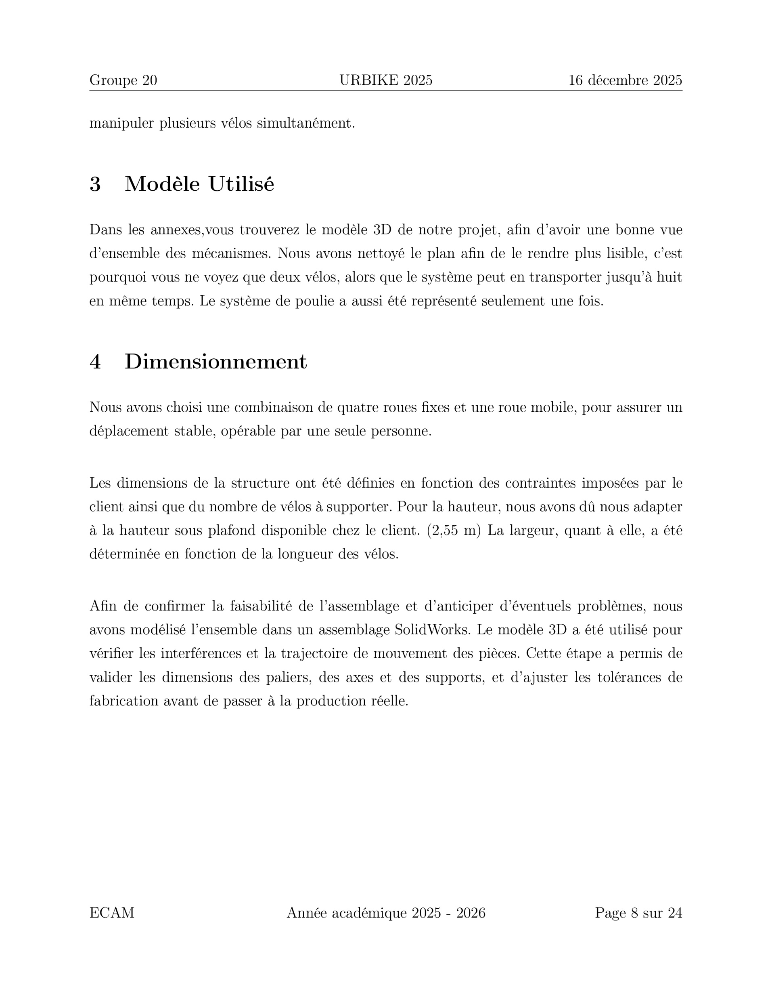 Groupe 20 URBIKE 2025 16 décembre 2025
manipuler plusieurs vélos simultanément.
3 Modèle Utilisé
Dans les annexes,vous trouverez le modèle 3D de notre projet, afin d'avoir une bonne vue
d'ensemble des mécanismes. Nous avons nettoyé le plan afin de le rendre plus lisible, c'est
pourquoi vous ne voyez que deux vélos, alors que le système peut en transporter jusqu'à huit
en même temps. Le système de poulie a aussi été représenté seulement une fois.
4 Dimensionnement
Nous avons choisi une combinaison de quatre roues fixes et une roue mobile, pour assurer un
déplacement stable, opérable par une seule personne.
Les dimensions de la structure ont été définies en fonction des contraintes imposées par le
client ainsi que du nombre de vélos à supporter. Pour la hauteur, nous avons dû nous adapter
à la hauteur sous plafond disponible chez le client. (2,55 m) La largeur, quant à elle, a été
déterminée en fonction de la longueur des vélos.
Afin de confirmer la faisabilité de l'assemblage et d'anticiper d'éventuels problèmes, nous
avons modélisé l'ensemble dans un assemblage SolidWorks. Le modèle 3D a été utilisé pour
vérifier les interférences et la trajectoire de mouvement des pièces. Cette étape a permis de
valider les dimensions des paliers, des axes et des supports, et d'ajuster les tolérances de
fabrication avant de passer à la production réelle.
ECAM Année académique 2025 - 2026 Page 8 sur 24